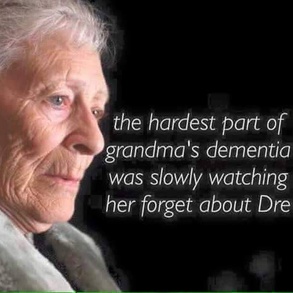 the hardest part of
grandma's dementia
was slowly watching
her forget about Dre